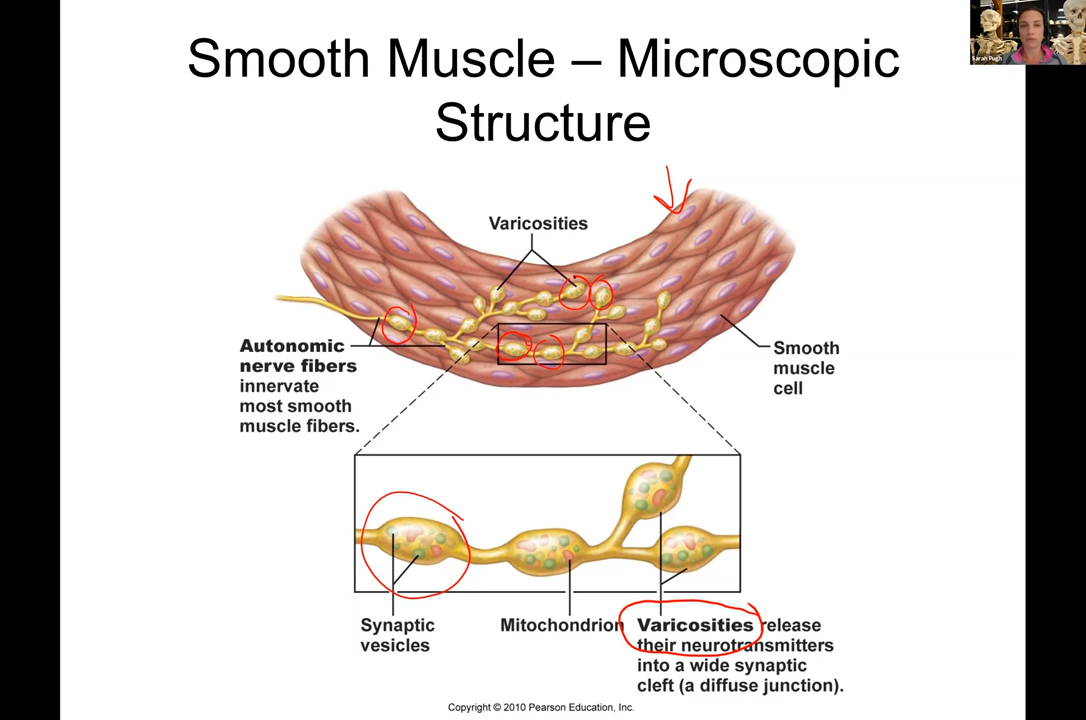 Smooth Muscle – Microscopic
Structure
Sarah Pugh
Varicosities
Autonomic
nerve fibers
innervate
most smooth
muscle fibers.
Smooth
muscle
cell
Synaptic
vesicles
Mitochondrion
Varicosities release
their neurotransmitters
into a wide synaptic
cleft (a diffuse junction).
Copyright © 2010 Pearson Education, Inc.